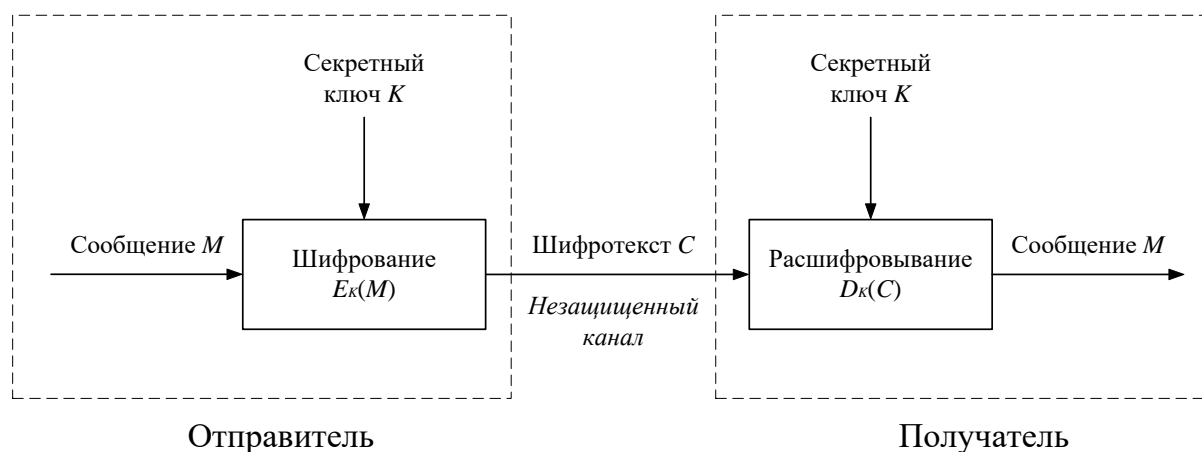 Секретный
ключ K
Секретный
ключ K
Сообщение M
Шифрование
EK(M)
Шифротекст C
Незащищенный
канал
Расшифровывание
DK(C)
Сообщение M
Отправитель
Получатель